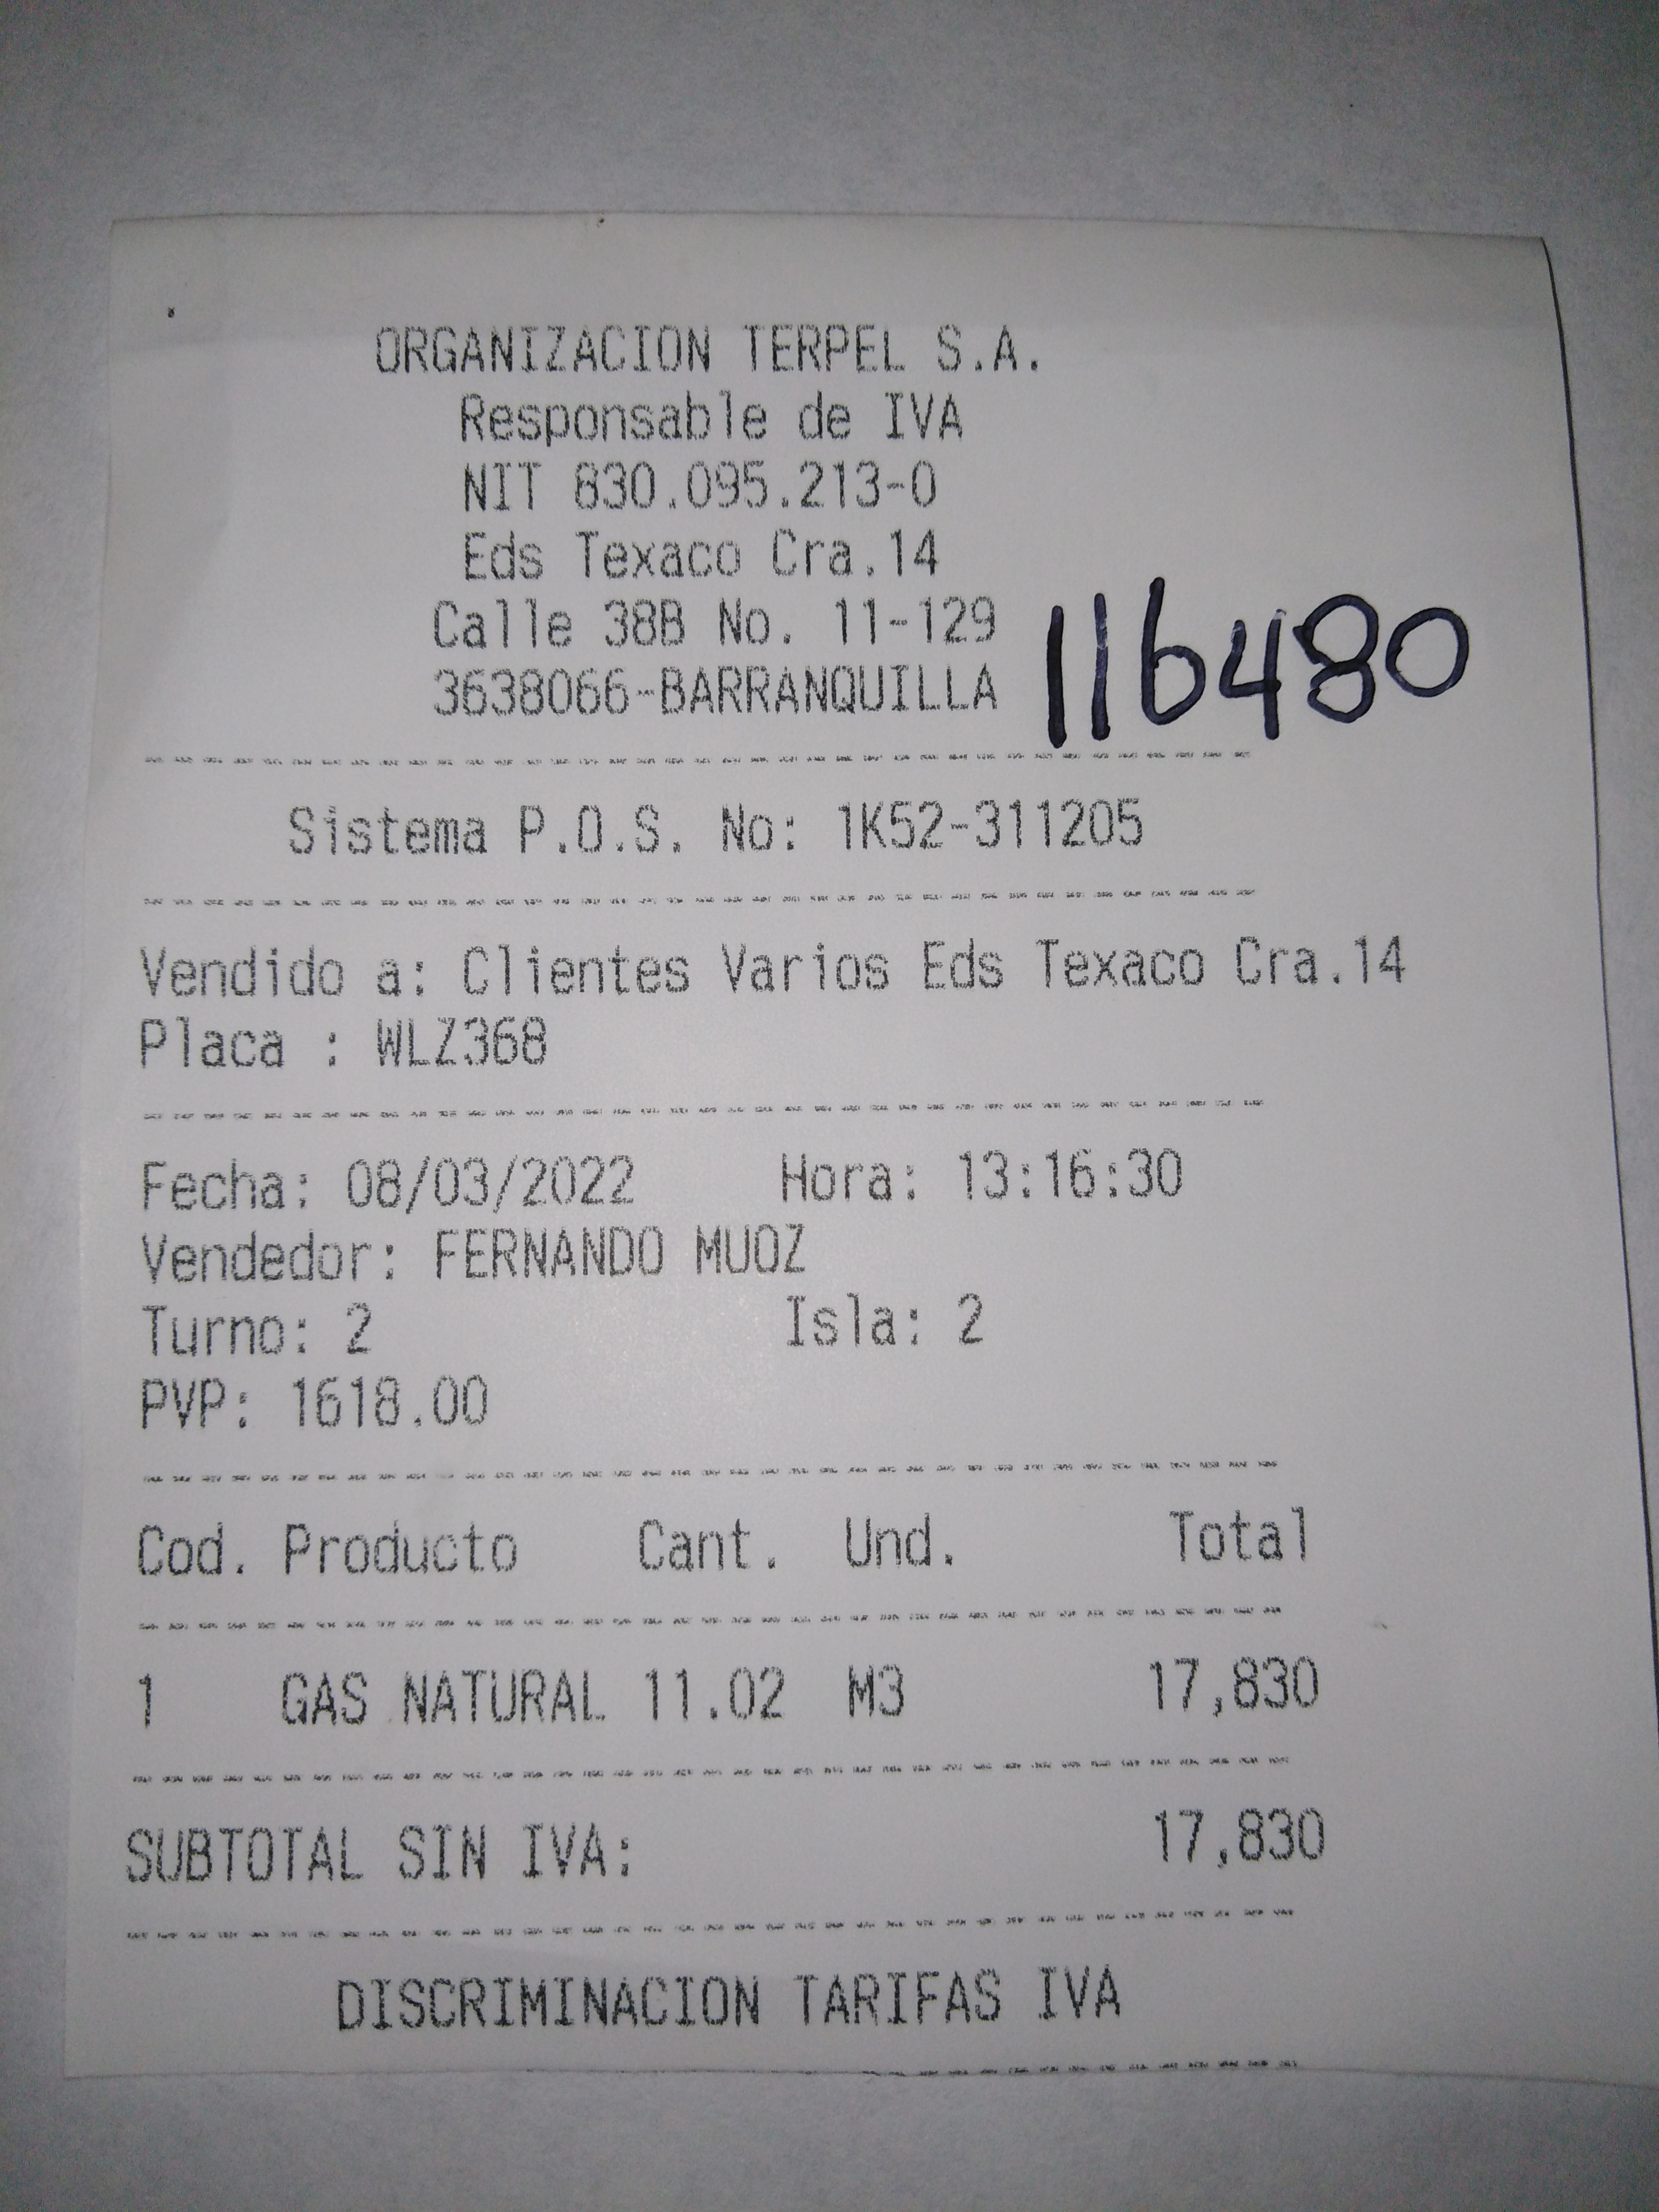 ORGANIZACION TERPEL S.A.
Responsable de IVA
NIT 830.095.213-0
Eds Texaco Cra.14
Calle 38B No. 11-129
3638066-BARRANQUILLA
116480
Sistema P.O.S. No: 1K52-311205
Vendido a: Clientes Varios Eds Texaco Cra.14
Placa : WLZ368
Fecha: 08/03/2022 Hora: 13:16:30
Vendedor: FERNANDO MUOZ
Turno: 2 Isla: 2
PVP: 1618.00
Cod. Producto Cant. Und. Total
1 GAS NATURAL 11.02 M3 17,830
SUBTOTAL SIN IVA: 17,830
DISCRIMINACION TARIFAS IVA